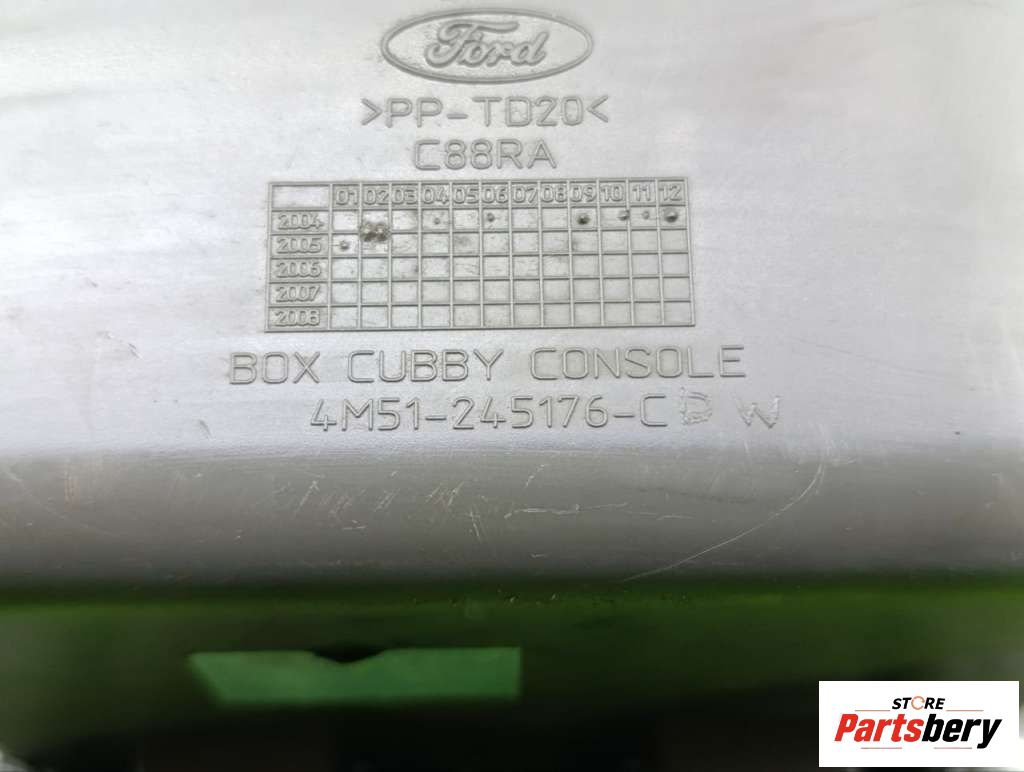 Ford
>PP-TD20<
C88RA
01 02 03 04 05 06 07 08 09 10 11 12
2004
2005
2006
2007
2008
BOX CUBBY CONSOLE
4M51-245176-CDW
STORE
Partsbery